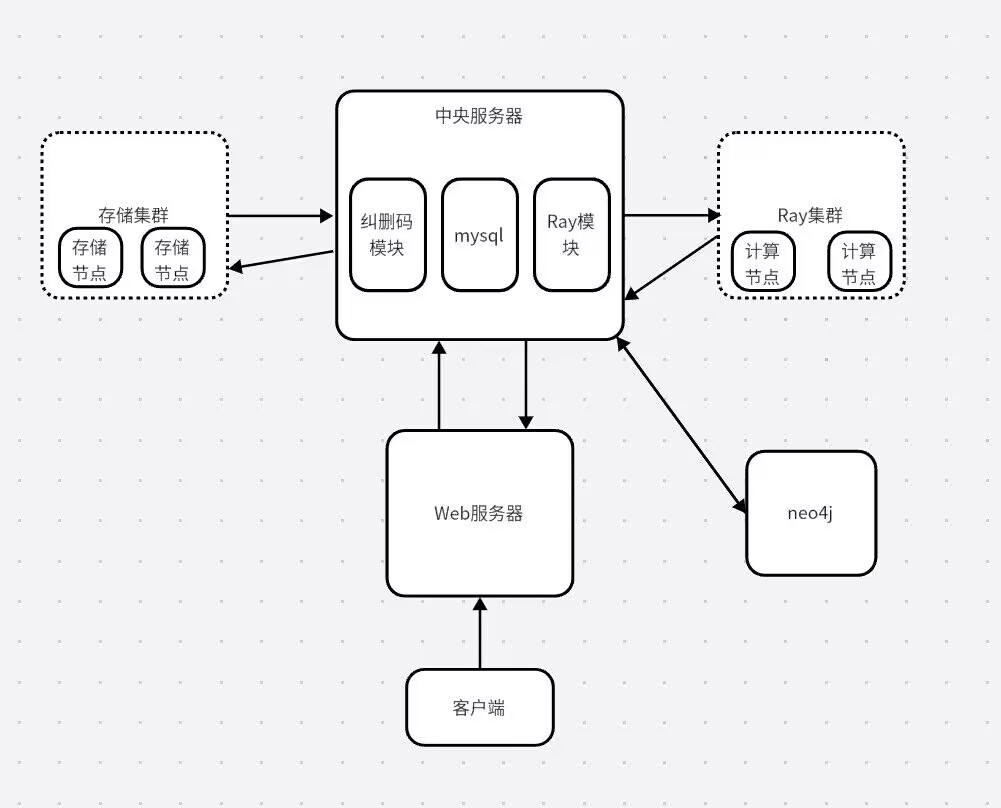 中央服务器
存储集群
存储
节点
存储
节点
纠删码
模块
mysql
Ray模
块
Ray集群
计算
节点
计算
节点
Web服务器
neo4j
客户端